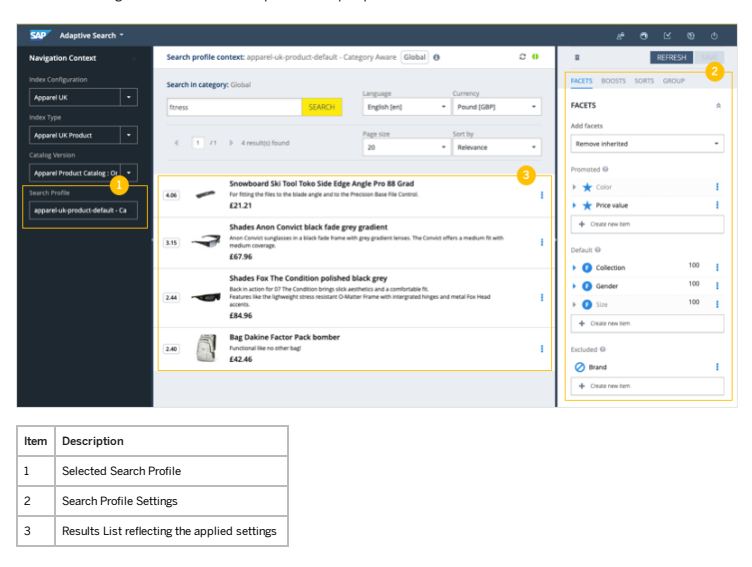 SAP Adaptive Search
Navigation Context
Search profile context: apparel-uk-product-default - Category Aware Global
REFRESH
2
Index Configuration
Apparel UK
Search in category: Global
FACETS BOOSTS SORTS GROUP
Language
Currency
fitness
SEARCH
English [en]
Pound [GBP]
FACETS
Index Type
Apparel UK Product
Add facets
Remove inherited
Page size
Sort by
1 /1 4 result(s) found
20
Relevance
Catalog Version
Apparel Product Catalog : Or
1
3
Promoted
Search Profile
apparel-uk-product-default - Ca
Color
Price value
Create new item
4.06
Snowboard Ski Tool Toko Side Edge Angle Pro 88 Grad
For fitting the files to the blade angle and to the Precision Base File Control.
£21.21
3.15
Shades Anon Convict black fade grey gradient
Anon Convict sunglasses in a black fade frame with grey gradient lenses. The Convict offers a medium fit with
medium coverage.
£67.96
Default
Collection 100
Gender 100
Size 100
Create new item
2.44
Shades Fox The Condition polished black grey
Back in action for 07 The Condition brings slick aesthetics and a comfortable fit.
Features like the lighweight stress resistant O-Matter Frame with intergrated hinges and metal Fox Head
accents.
£84.96
2.40
Bag Dakine Factor Pack bomber
Functional like no other bag!
£42.46
Excluded
Brand
Create new item
Item Description
1 Selected Search Profile
2 Search Profile Settings
3 Results List reflecting the applied settings